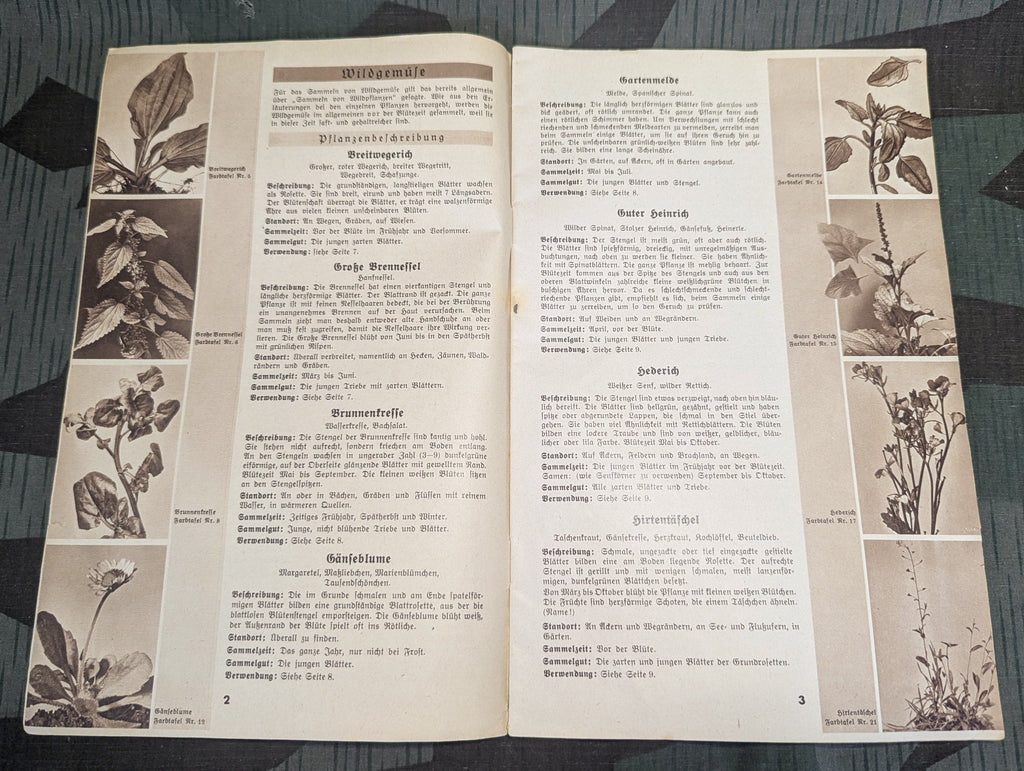 Wildgemüse
Für das Sammeln von Wildgemüse gilt das bereits allgemein
über „Sammeln von Wildpflanzen“ gesagte. Wie aus den Er-
läuterungen bei den einzelnen Pflanzen hervorgeht, werden die
Wildgemüse im allgemeinen vor der Blütezeit gesammelt, weil sie
in dieser Zeit saft- und gehaltreicher sind.
Pflanzenbeschreibung
Breitwegerich
Großer, roter Wegerich, breiter Wegetritt,
Wegebreit, Schafzunge.
Beschreibung: Die grundständigen, langstieligen Blätter wachsen
als Rosette. Sie sind breit, eirund und haben meist 7 Längsadern.
Der Blütenschaft überragt die Blätter, er trägt eine walzenförmige
Ähre aus vielen kleinen unscheinbaren Blüten.
Standort: An Wegen, Gräben, auf Wiesen.
Sammelzeit: Vor der Blüte im Frühjahr und Vorsommer.
Sammelgut: Die jungen zarten Blätter.
Verwendung: siehe Seite 7.
Große Brennessel
Hanfnessel.
Beschreibung: Die Brennessel hat einen vierkantigen Stengel und
längliche herzförmige Blätter. Der Blattrand ist gezackt. Die ganze
Pflanze ist mit feinen Nesselhaaren bedeckt, die bei der Berührung
ein unangenehmes Brennen auf der Haut verursachen. Beim
Sammeln zieht man deshalb entweder alte Handschuhe an oder
man muß fest zugreifen, damit die Nesselhaare ihre Wirkung ver-
lieren. Die Große Brennessel blüht von Juni bis in den Spätherbst
mit grünlichen Rispen.
Standort: Überall verbreitet, namentlich an Hecken, Zäunen, Wald-
rändern und Gräben.
Sammelzeit: März bis Juni.
Sammelgut: Die jungen Triebe mit zarten Blättern.
Verwendung: Siehe Seite 7.
Brunnenkresse
Wasserkresse, Bachsalat.
Beschreibung: Die Stengel der Brunnenkresse sind kantig und hohl.
Sie stehen nicht aufrecht, sondern kriechen am Boden entlang.
An den Stengeln wachsen in ungerader Zahl (3–9) dunkelgrüne
eiförmige, auf der Oberseite glänzende Blätter mit gewelltem Rand.
Blütezeit Mai bis September. Die kleinen weißen Blüten sitzen
an den Stengelspitzen.
Standort: An oder in Bächen, Gräben und Flüssen mit reinem
Wasser, in wärmeren Quellen.
Sammelzeit: Zeitiges Frühjahr, Spätherbst und Winter.
Sammelgut: Junge, nicht blühende Triebe und Blätter.
Verwendung: Siehe Seite 8.
Gänseblume
Margaretel, Maßliebchen, Marienblümchen,
Tausendschönchen.
Beschreibung: Die im Grunde schmalen und am Ende spatelför-
migen Blätter bilden eine grundständige Blattrosette, aus der die
blattlosen Blütenstengel emporsteigen. Die Gänseblume blüht weiß,
der Außenrand der Blüte spielt oft ins Rötliche.
Standort: Überall zu finden.
Sammelzeit: Das ganze Jahr, nur nicht bei Frost.
Sammelgut: Die jungen Blätter.
Verwendung: Siehe Seite 8.
2
Breitwegerich
Farbtafel Nr. 5
Große Brennessel
Farbtafel Nr. 6
Brunnenkresse
Farbtafel Nr. 8
Gänseblume
Farbtafel Nr. 12
Gartenmelde
Melde, Spanischer Spinat.
Beschreibung: Die länglich herzförmigen Blätter sind glanzlos und
dick geädert, oft rötlich umrandet. Die ganze Pflanze kann auch
einen rötlichen Schimmer haben. Um Verwechslungen mit schlecht
riechenden und schmeckenden Meldearten zu vermeiden, zerreibt man
beim Sammeln einige Blätter, um sie auf ihren Geruch hin zu
prüfen. Die unscheinbaren grünlich-weißen Blüten sind sehr zahl-
reich. Sie bilden eine lange Scheinähre.
Standort: In Gärten, auf Äckern, oft in Gärten angebaut.
Sammelzeit: Mai bis Juli.
Sammelgut: Die jungen Blätter und Stengel.
Verwendung: Siehe Seite 8.
Guter Heinrich
Wilder Spinat, Stolzer Heinrich, Gänsefuß, Heinerle.
Beschreibung: Der Stengel ist meist grün, oft aber auch rötlich.
Die Blätter sind spießförmig, dreieckig, mit unregelmäßigen Aus-
buchtungen, nach oben zu werden sie kleiner. Sie haben Ähnlich-
keit mit Spinatblättern. Die ganze Pflanze ist mehlig behaart. Zur
Blütezeit kommen aus der Spitze des Stengels und auch aus den
oberen Blattwinkeln zahlreiche kleine weißlichgrüne Blütchen in
buschigen Ähren hervor. Da es schlechtschmeckende und schlecht-
riechende Pflanzen gibt, empfiehlt es sich, beim Sammeln einige
Blätter zu zerreiben, um so den Geruch zu prüfen.
Standort: Auf Weiden und an Wegrändern.
Sammelzeit: April, vor der Blüte.
Sammelgut: Die jungen Blätter und jungen Triebe.
Verwendung: Siehe Seite 9.
Hederich
Weißer Senf, wilder Rettich.
Beschreibung: Die Stengel sind etwas verzweigt, nach oben hin bläu-
lich bereift. Die Blätter sind hellgrün, gezähnt, gestielt und haben
spitze oder abgerundete Lappen, die schmal in den Stiel über-
gehen. Sie haben viel Ähnlichkeit mit Rettichblättern. Die Blüten
bilden eine lockere Traube und sind von weißer, gelblicher, bläu-
licher oder lila Farbe. Blütezeit Mai bis Oktober.
Standort: Auf Äckern, Feldern und Brachland, an Wegen.
Sammelzeit: Die jungen Blätter im Frühjahr vor der Blütezeit.
Samen: (wie Senfkörner zu verwenden) September bis Oktober.
Sammelgut: Alle zarten Blätter und Triebe.
Verwendung: Siehe Seite 9.
Hirtentäschel
Taschenkraut, Gänsekresse, Herzkraut, Kochlöffel, Beuteldieb.
Beschreibung: Schmale, ungezackte oder tief eingezackte gestielte
Blätter bilden eine am Boden liegende Rosette. Der aufrechte
Stengel ist gerillt und mit wenigen schmalen, meist lanzenför-
migen, dunkelgrünen Blättchen besetzt.
Von März bis Oktober blüht die Pflanze mit kleinen weißen Blütchen.
Die Früchte sind herzförmige Schoten, die einem Täschchen ähneln.
(Name!)
Standort: An Äckern und Wegrändern, an See- und Flußufern, in
Gärten.
Sammelzeit: Vor der Blüte.
Sammelgut: Die zarten und jungen Blätter der Grundrosetten.
Verwendung: Siehe Seite 9.
3
Gartenmelde
Farbtafel Nr. 14
Guter Heinrich
Farbtafel Nr. 15
Hederich
Farbtafel Nr. 17
Hirtentäschel
Farbtafel Nr. 21